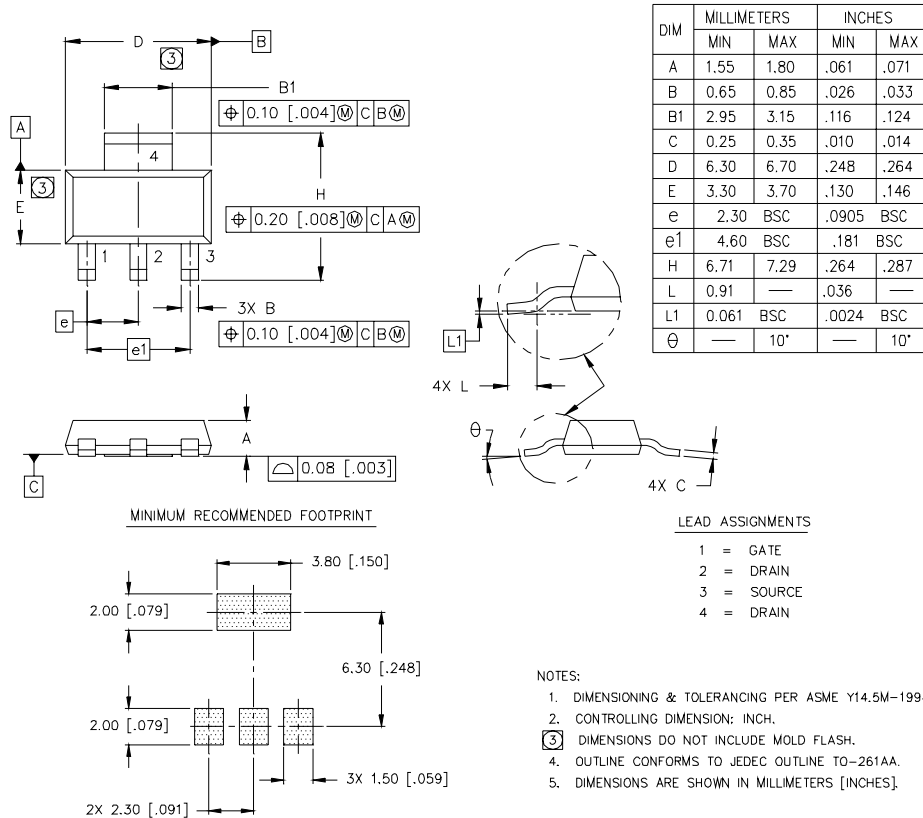 D
B
3
B1
⌖ 0.10 [.004]Ⓜ C BⓂ
A
4
3
E
H
⌖ 0.20 [.008]Ⓜ C AⓂ
1 2 3
3X B
e
⌖ 0.10 [.004]Ⓜ C BⓂ
e1
L1
4X L
θ
A
⌓ 0.08 [.003]
C
4X C
DIM MILLIMETERS INCHES
MIN MAX MIN MAX
A 1.55 1.80 .061 .071
B 0.65 0.85 .026 .033
B1 2.95 3.15 .116 .124
C 0.25 0.35 .010 .014
D 6.30 6.70 .248 .264
E 3.30 3.70 .130 .146
e 2.30 BSC .0905 BSC
e1 4.60 BSC .181 BSC
H 6.71 7.29 .264 .287
L 0.91 — .036 —
L1 0.061 BSC .0024 BSC
θ — 10° — 10°
MINIMUM RECOMMENDED FOOTPRINT
3.80 [.150]
2.00 [.079]
6.30 [.248]
2.00 [.079]
3X 1.50 [.059]
2X 2.30 [.091]
LEAD ASSIGNMENTS
1 = GATE
2 = DRAIN
3 = SOURCE
4 = DRAIN
NOTES:
1. DIMENSIONING & TOLERANCING PER ASME
2. CONTROLLING DIMENSION: INCH.
3 DIMENSIONS DO NOT INCLUDE MOLD FLASH.
4. OUTLINE CONFORMS TO JEDEC OUTLINE TO-261AA.
5. DIMENSIONS ARE SHOWN IN MILLIMETERS [INCHES].